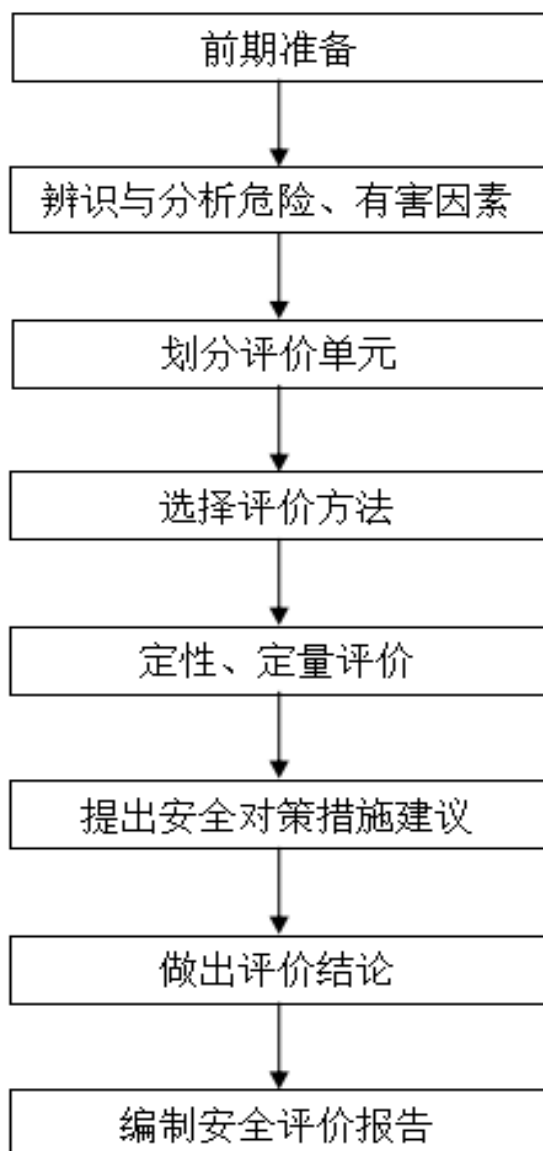 前期准备
辨识与分析危险、有害因素
划分评价单元
选择评价方法
定性、定量评价
提出安全对策措施建议
做出评价结论
编制安全评价报告